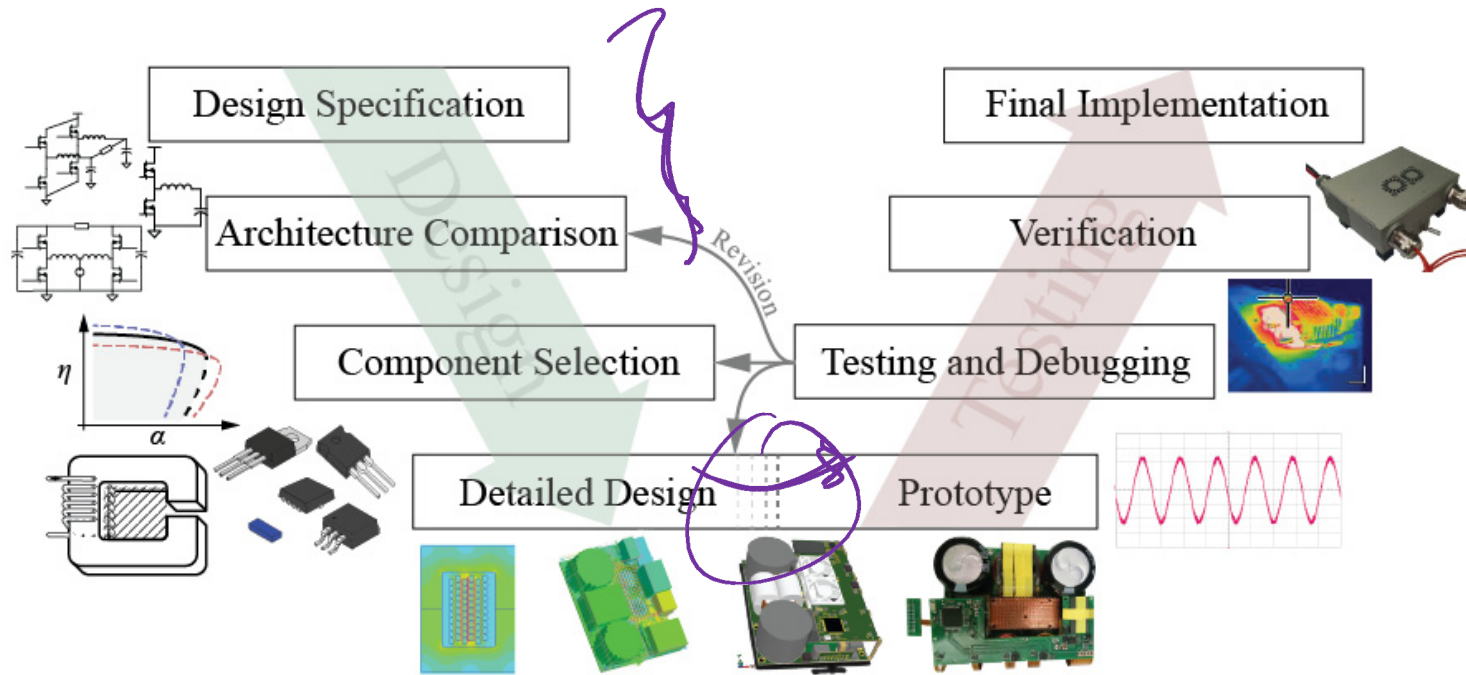 Design Specification
Final Implementation
Design
Testing
Architecture Comparison
Revision
Verification
η
α
Component Selection
Testing and Debugging
Detailed Design
Prototype